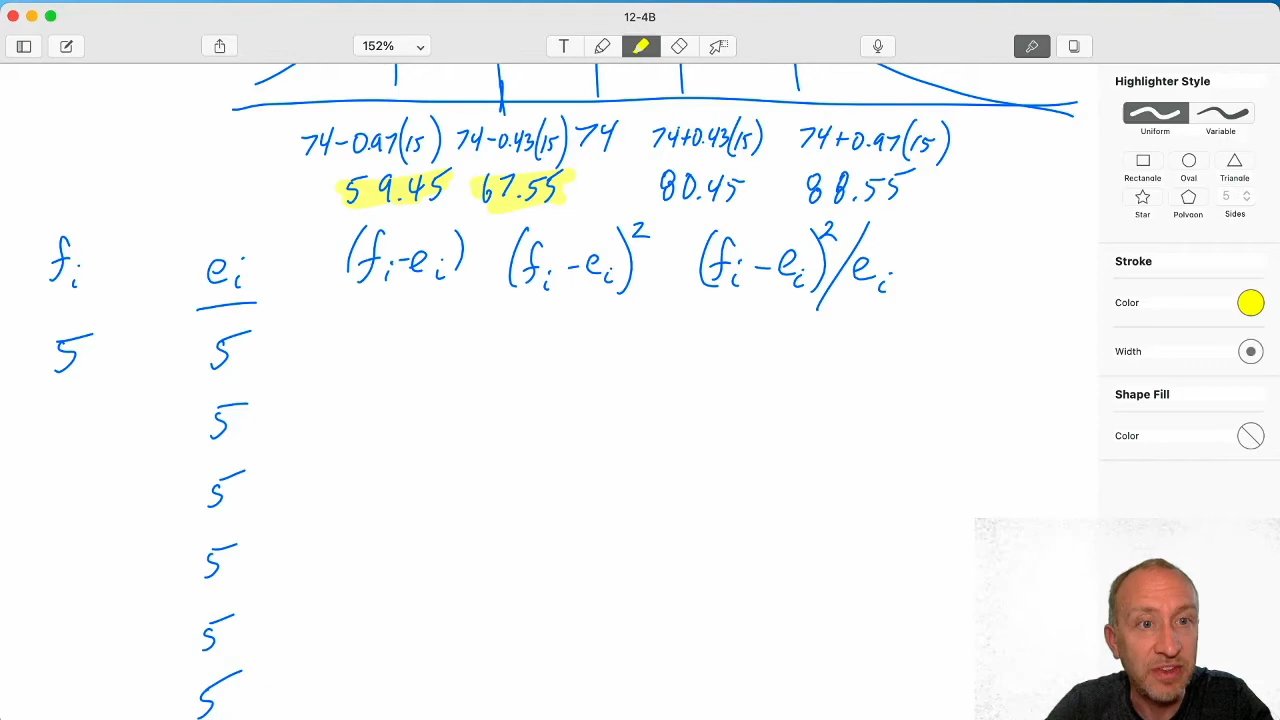 12-4B
152%
T
Highlighter Style
Uniform Variable
Rectangle Oval Triangle
5
Star Polygon Sides
Stroke
Color
Width
Shape Fill
Color
74-0.97(15) 74-0.43(15) 74 74+0.43(15) 74+0.97(15)
59.45 67.55 80.45 88.55
fi ei (fi-ei) (fi-ei)² (fi-ei)²/ei
5 5
5
5
5
5
5